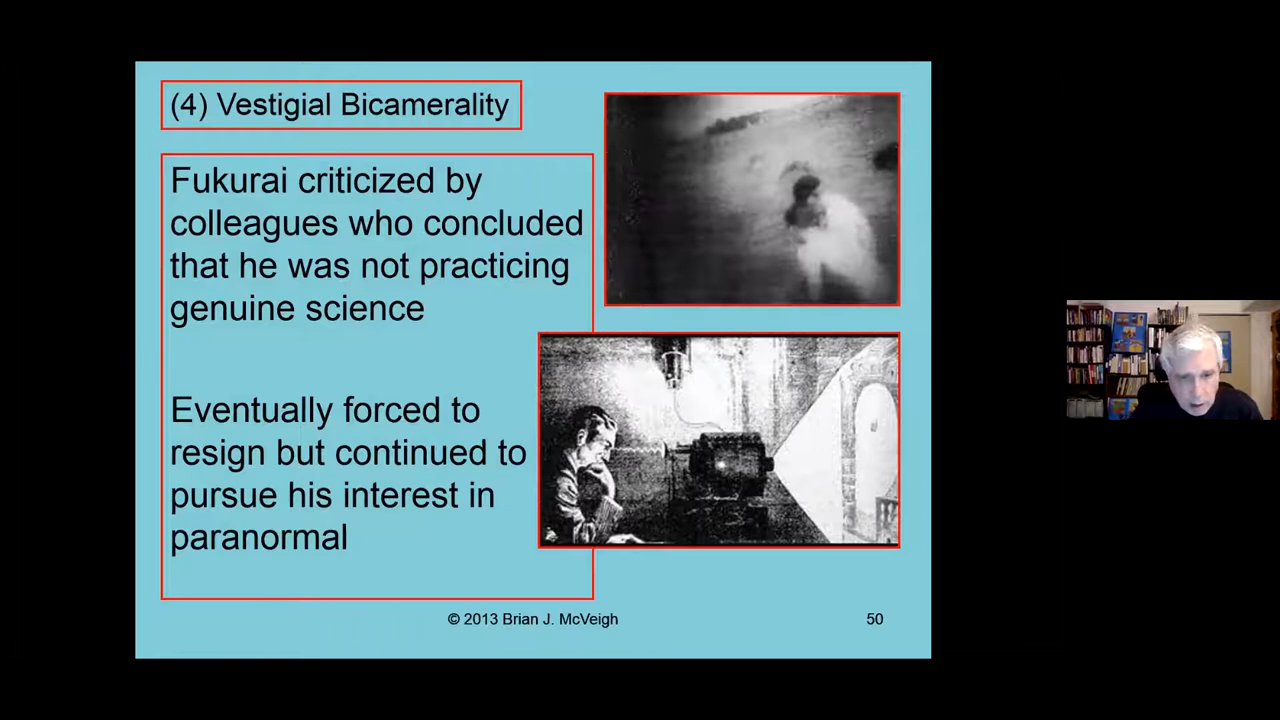 (4) Vestigial Bicamerality
Fukurai criticized by
colleagues who concluded
that he was not practicing
genuine science
Eventually forced to
resign but continued to
pursue his interest in
paranormal
© 2013 Brian J. McVeigh
50